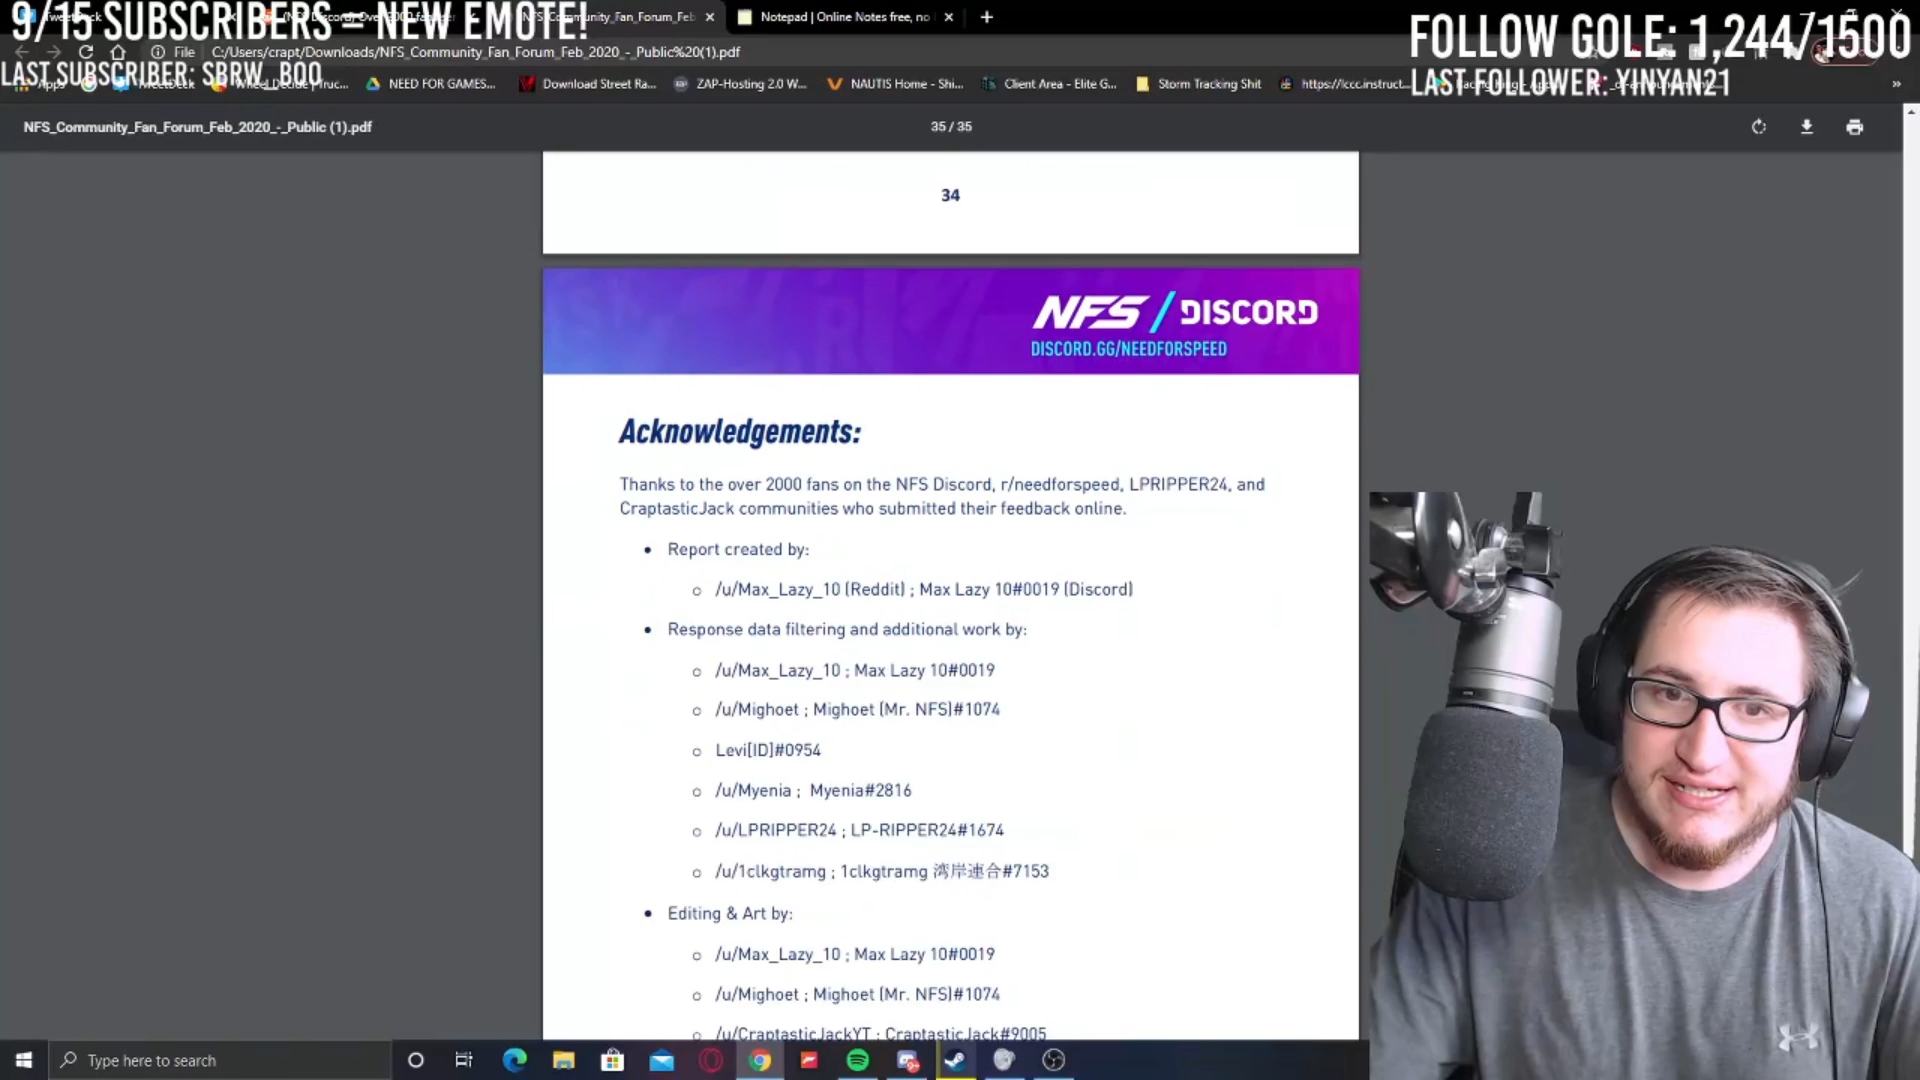 9/15 SUBSCRIBERS = NEW EMOTE!
LAST SUBSCRIBER: SBRW_BOO
FOLLOW GOLE: 1,244/1500
LAST FOLLOWER: YINYAN21
Community_Fan_Forum_Feb
Notepad | Online Notes free, no
File C:/Users/crapt/Downloads/NFS_Community_Fan_Forum_Feb_2020_-_Public%20(1).pdf
NEED FOR GAMES...
Download Street Ra...
ZAP-Hosting 2.0 W...
NAUTIS Home - Shi...
Client Area - Elite G...
Storm Tracking Shit
https://lccc.instruct...
NFS_Community_Fan_Forum_Feb_2020_-_Public (1).pdf
35 / 35
34
NFS / DISCORD
DISCORD.GG/NEEDFORSPEED
Acknowledgements:
Thanks to the over 2000 fans on the NFS Discord, r/needforspeed, LPRIPPER24, and
CraptasticJack communities who submitted their feedback online.
• Report created by:
○ /u/Max_Lazy_10 (Reddit) ; Max Lazy 10#0019 (Discord)
• Response data filtering and additional work by:
○ /u/Max_Lazy_10 ; Max Lazy 10#0019
○ /u/Mighoet ; Mighoet (Mr. NFS)#1074
○ Levi[ID]#0954
○ /u/Myenia ; Myenia#2816
○ /u/LPRIPPER24 ; LP-RIPPER24#1674
○ /u/1clkgtramg ; 1clkgtramg 湾岸連合#7153
• Editing & Art by:
○ /u/Max_Lazy_10 ; Max Lazy 10#0019
○ /u/Mighoet ; Mighoet (Mr. NFS)#1074
○ /u/CraptasticJackYT ; CraptasticJack#9005
Type here to search